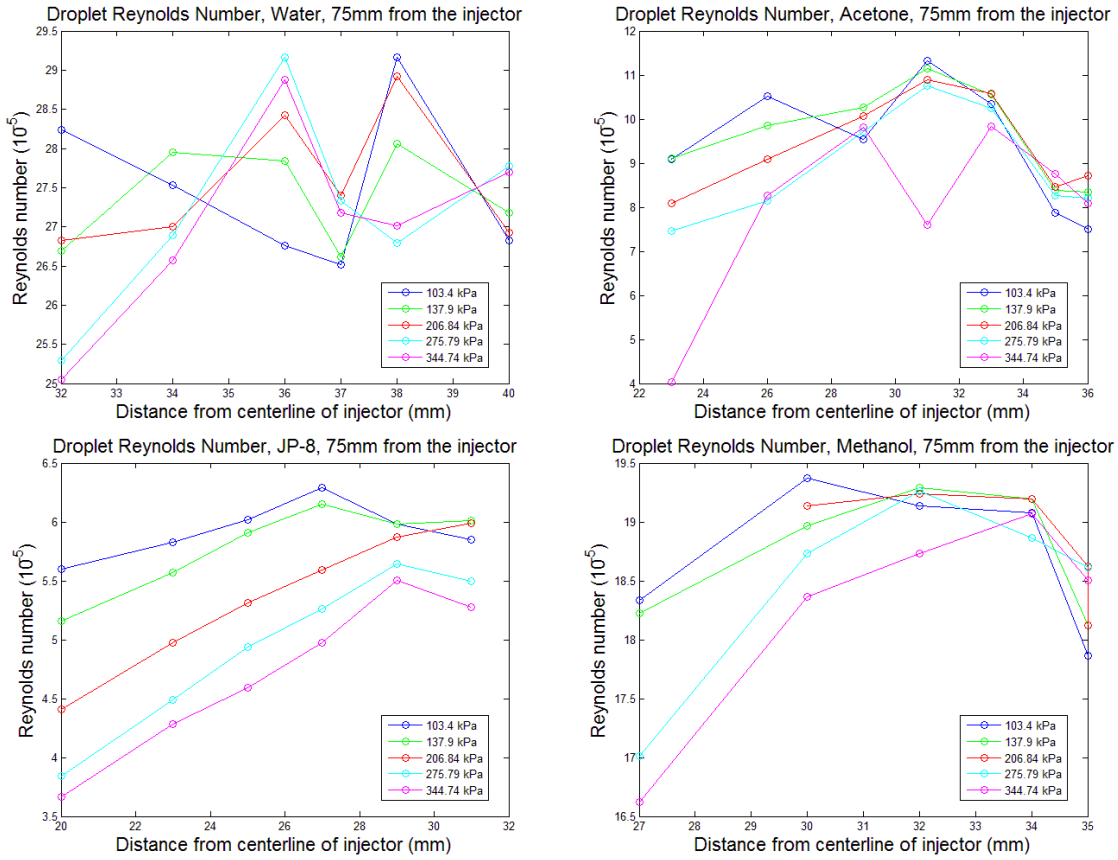 Droplet Reynolds Number, Water, 75mm from the injector
29.5
29
28.5
28
27.5
27
26.5
26
25.5
25
Reynolds number (10^-5)
32 33 34 35 36 37 38 39 40
Distance from centerline of injector (mm)
103.4 kPa
137.9 kPa
206.84 kPa
275.79 kPa
344.74 kPa
Droplet Reynolds Number, Acetone, 75mm from the injector
12
11
10
9
8
7
6
5
4
Reynolds number (10^-5)
22 24 26 28 30 32 34 36
Distance from centerline of injector (mm)
103.4 kPa
137.9 kPa
206.84 kPa
275.79 kPa
344.74 kPa
Droplet Reynolds Number, JP-8, 75mm from the injector
6.5
6
5.5
5
4.5
4
3.5
Reynolds number (10^-5)
20 22 24 26 28 30 32
Distance from centerline of injector (mm)
103.4 kPa
137.9 kPa
206.84 kPa
275.79 kPa
344.74 kPa
Droplet Reynolds Number, Methanol, 75mm from the injector
19.5
19
18.5
18
17.5
17
16.5
Reynolds number (10^-5)
27 28 29 30 31 32 33 34 35
Distance from centerline of injector (mm)
103.4 kPa
137.9 kPa
206.84 kPa
275.79 kPa
344.74 kPa